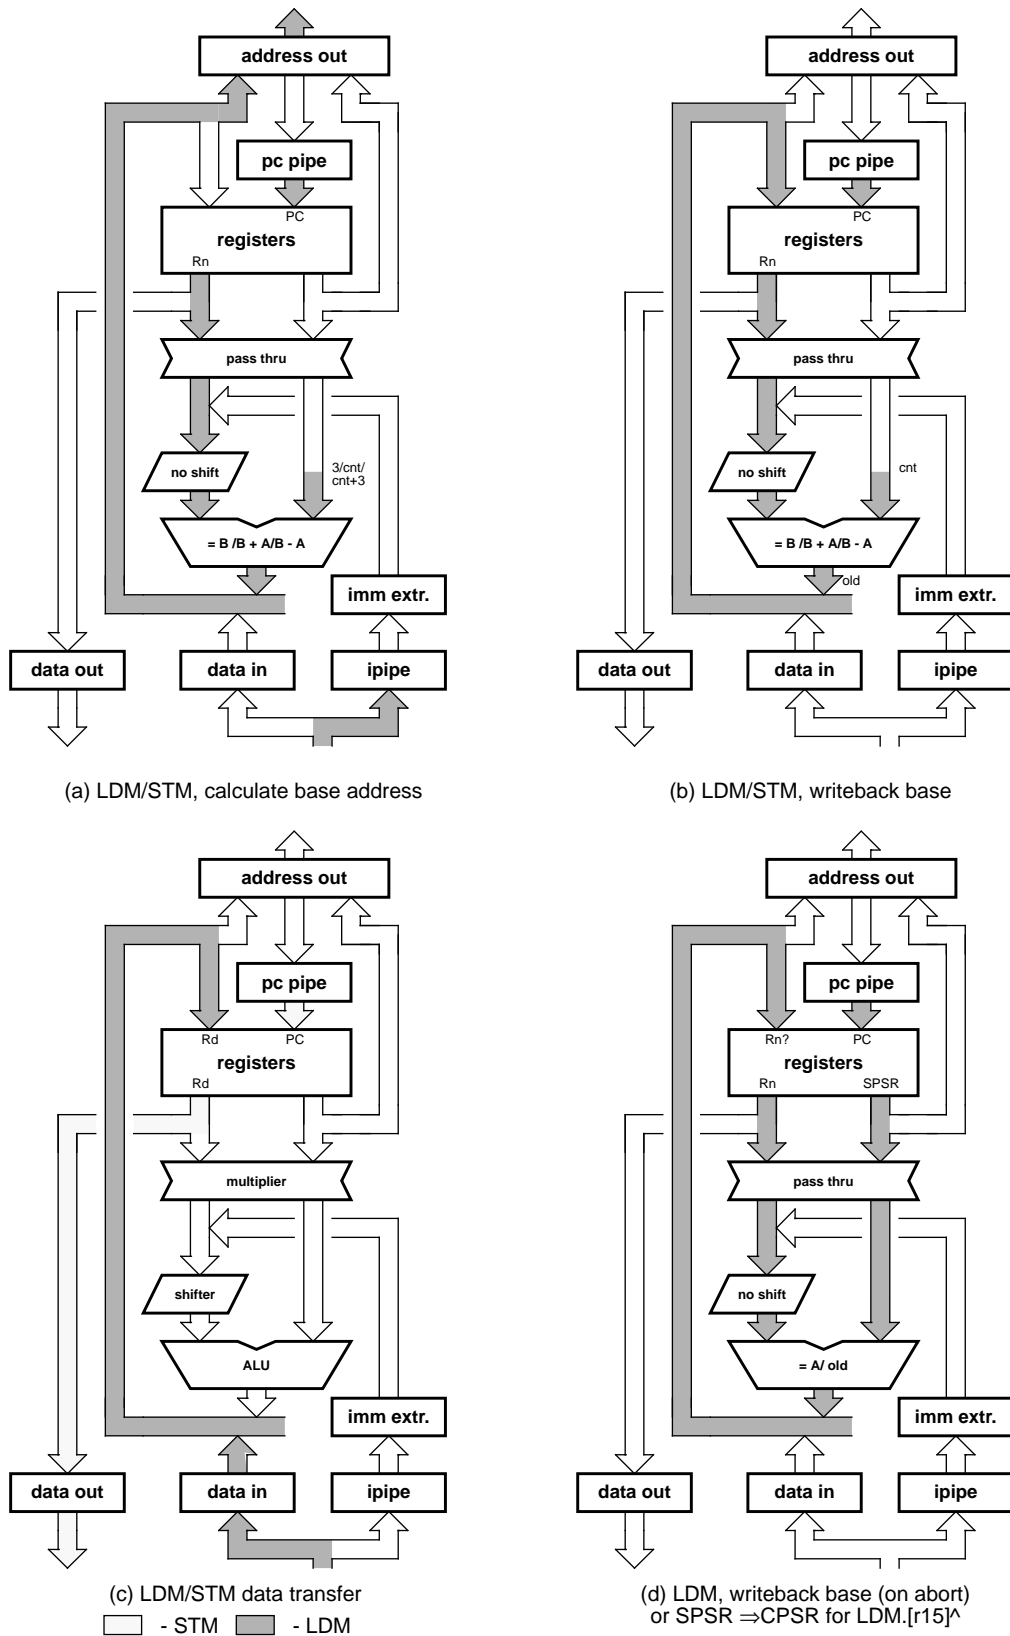 address out
pc pipe
PC
registers
Rn
pass thru
no shift
3/cnt/
cnt+3
= B /B + A/B - A
imm extr.
data out
data in
ipipe
(a) LDM/STM, calculate base address
address out
pc pipe
PC
registers
Rn
pass thru
no shift
cnt
= B /B + A/B - A
old
imm extr.
data out
data in
ipipe
(b) LDM/STM, writeback base
address out
pc pipe
Rd PC
registers
Rd
multiplier
shifter
ALU
imm extr.
data out
data in
ipipe
(c) LDM/STM data transfer
- STM - LDM
address out
pc pipe
Rn? PC
registers
Rn SPSR
pass thru
no shift
= A/ old
imm extr.
data out
data in
ipipe
(d) LDM, writeback base (on abort)
or SPSR ⇒CPSR for LDM.[r15]^